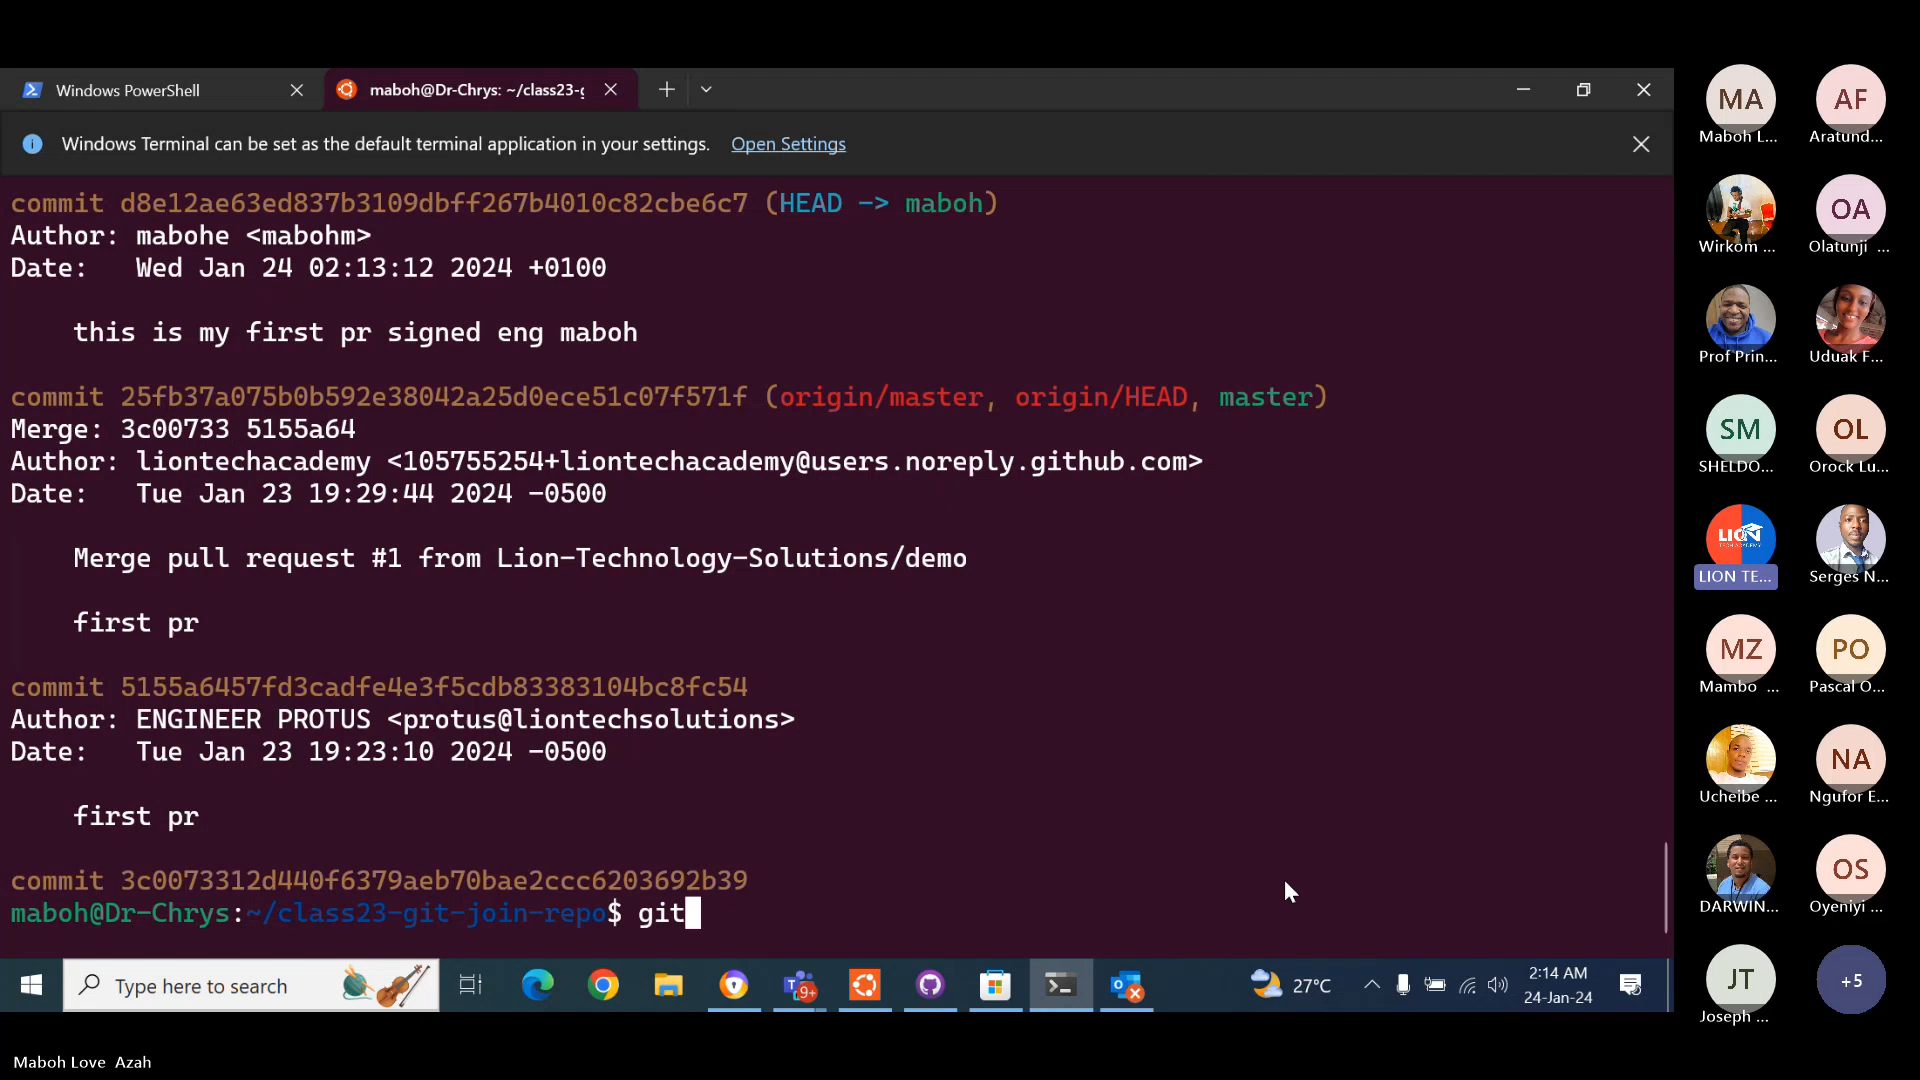 Windows PowerShell
maboh@Dr-Chrys: ~/class23-g
Windows Terminal can be set as the default terminal application in your settings. Open Settings
commit d8e12ae63ed837b3109dbff267b4010c82cbe6c7 (HEAD -> maboh)
Author: mabohe <mabohm>
Date:   Wed Jan 24 02:13:12 2024 +0100
this is my first pr signed eng maboh
commit 25fb37a075b0b592e38042a25d0ece51c07f571f (origin/master, origin/HEAD, master)
Merge: 3c00733 5155a64
Author: liontechacademy <105755254+liontechacademy@users.noreply.github.com>
Date:   Tue Jan 23 19:29:44 2024 -0500
Merge pull request #1 from Lion-Technology-Solutions/demo
first pr
commit 5155a6457fd3cadfe4e3f5cdb83383104bc8fc54
Author: ENGINEER PROTUS <protus@liontechsolutions>
Date:   Tue Jan 23 19:23:10 2024 -0500
first pr
commit 3c0073312d440f6379aeb70bae2ccc6203692b39
maboh@Dr-Chrys:~/class23-git-join-repo$ git
Type here to search
9+
27°C
2:14 AM
24-Jan-24
MA
Maboh L...
AF
Aratund...
Wirkom ...
OA
Olatunji ...
Prof Prin...
Uduak F...
SM
SHELDO...
OL
Orock Lu...
LION
TECH ACADEMY
LION TE...
Serges N...
MZ
Mambo ...
PO
Pascal O...
Ucheibe ...
NA
Ngufor E...
DARWIN...
OS
Oyeniyi ...
JT
Joseph ...
+5
Maboh Love Azah